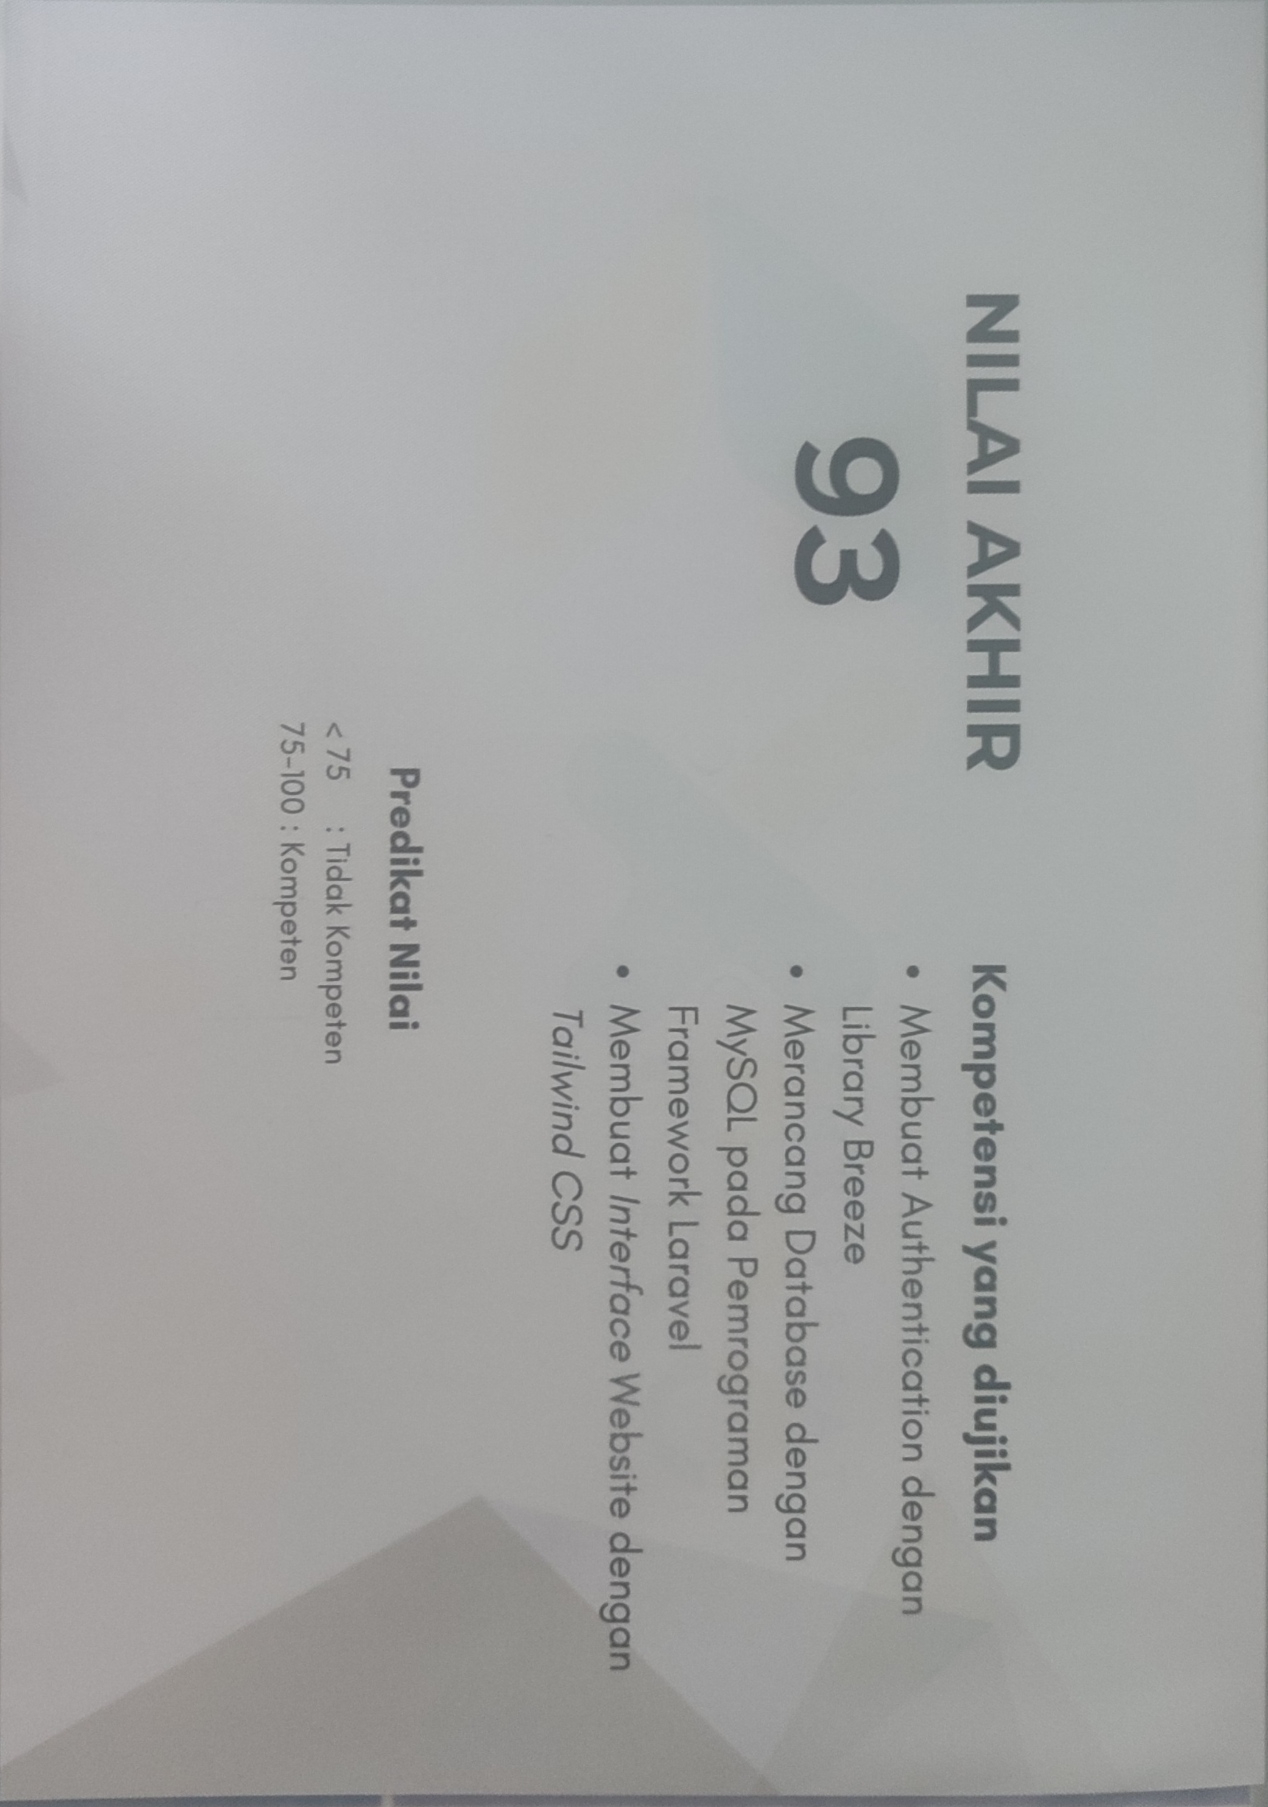 NILAI AKHIR
93
Kompetensi yang diujikan
• Membuat Authentication dengan
Library Breeze
• Merancang Database dengan
MySQL pada Pemrograman
Framework Laravel
• Membuat Interface Website dengan
Tailwind CSS
Predikat Nilai
< 75 : Tidak Kompeten
75-100 : Kompeten